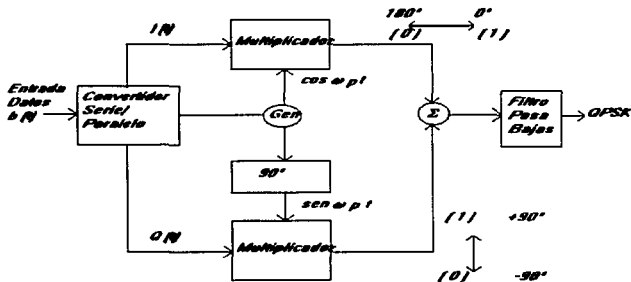 180° 0°
(0) (1)
I(t)
Multiplicador
cos ω p t
Entrada
Datos
b(t)
Convertidor
Serie/
Paralelo
Gen
Σ
Filtro
Pasa
Bajas
QPSK
90°
sen ω p t
Q(t)
Multiplicador
(1) +90°
(0) -90°